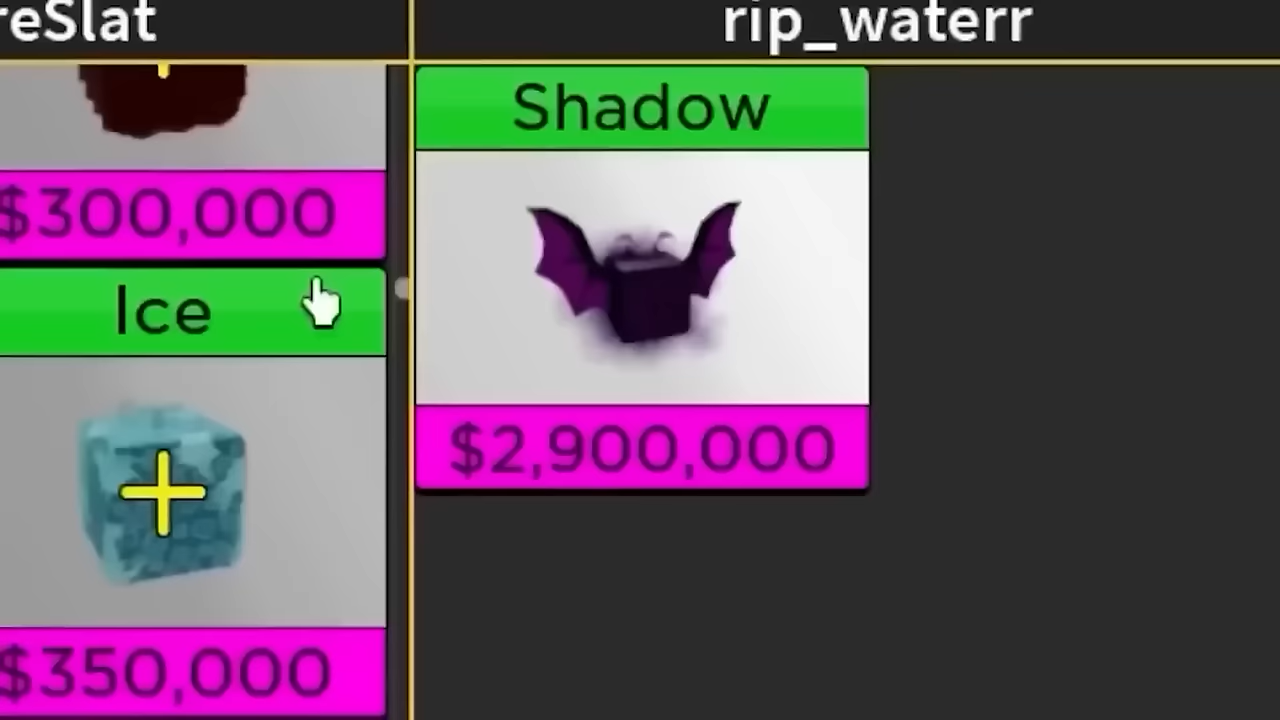 reSlat
$300,000
Ice
$350,000
rip_waterr
Shadow
$2,900,000